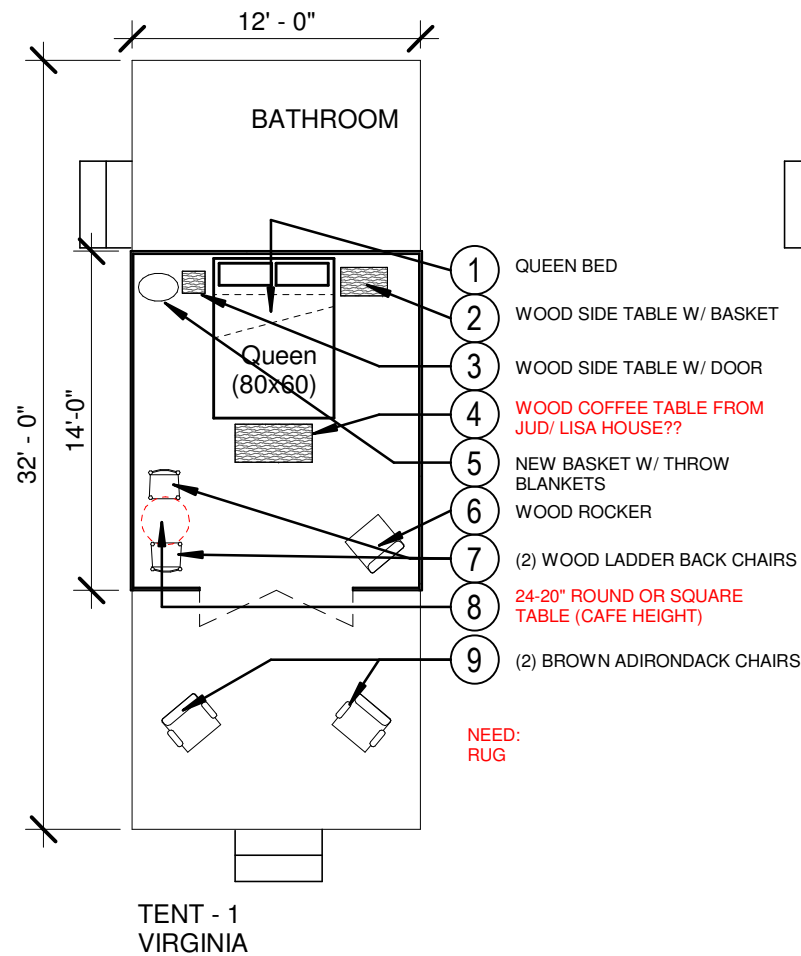 12' - 0"
BATHROOM
32' - 0"
14'-0"
Queen
(80x60)
1 QUEEN BED
2 WOOD SIDE TABLE W/ BASKET
3 WOOD SIDE TABLE W/ DOOR
4 WOOD COFFEE TABLE FROM
JUD/ LISA HOUSE??
5 NEW BASKET W/ THROW
BLANKETS
6 WOOD ROCKER
7 (2) WOOD LADDER BACK CHAIRS
8 24-20" ROUND OR SQUARE
TABLE (CAFE HEIGHT)
9 (2) BROWN ADIRONDACK CHAIRS
NEED:
RUG
TENT - 1
VIRGINIA